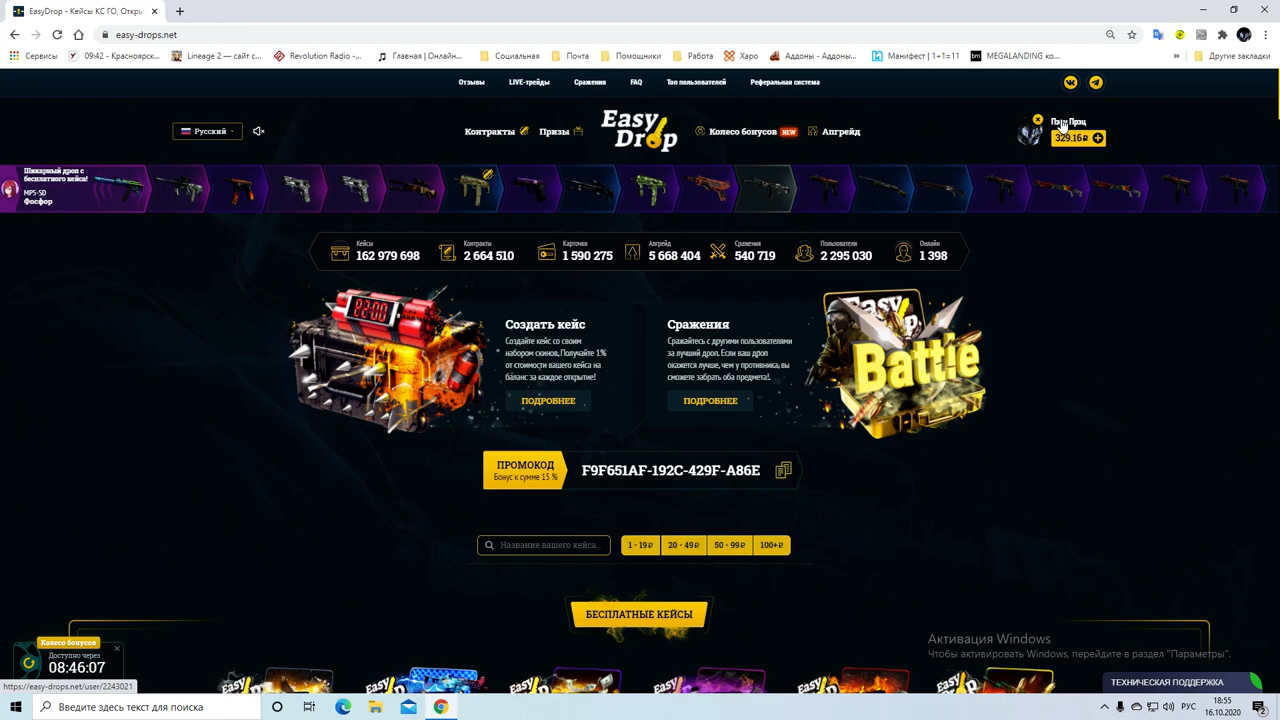 EasyDrop - Кейсы КС ГО, Откры
easy-drops.net
Сервисы
09:42 - Красноярск...
Lineage 2 — сайт с...
Revolution Radio -...
Главная | Онлайн...
Социальная
Почта
Помощники
Работа
Харо
Аддоны - Аддоны...
Манифест | 1+1=11
MEGALANDING ко...
»
Другие закладки
Отзывы
LIVE-трейды
Сражения
FAQ
Топ пользователей
Реферальная система
Русский
Контракты
Призы
Easy Drop
Колесо бонусов NEW
Апгрейд
329.16 ₽
Шикарный дроп с
бесплатного кейса!
MP5-SD
Фосфор
Кейсы
162 979 698
Контракты
2 664 510
Карточки
1 590 275
Апгрейд
5 668 404
Сражения
540 719
Пользователи
2 295 030
Онлайн
1 398
Создать кейс
Создайте кейс со своим
набором скинов, Получайте 1%
от стоимости вашего кейса на
баланс за каждое открытие!
ПОДРОБНЕЕ
Сражения
Сражайтесь с другими пользователями
за лучший дроп. Если ваш дроп
окажется лучше, чем у противника, вы
сможете забрать оба предмета!.
ПОДРОБНЕЕ
Easy
Battle
ПРОМОКОД
Бонус к сумме 15 %
F9F651AF-192C-429F-A86E
Название вашего кейса...
1 - 19 ₽
20 - 49 ₽
50 - 99 ₽
100+ ₽
БЕСПЛАТНЫЕ КЕЙСЫ
Колесо бонусов
Доступно через
08:46:07
Активация Windows
Чтобы активировать Windows, перейдите в раздел "Параметры".
ТЕХНИЧЕСКАЯ ПОДДЕРЖКА
https://easy-drops.net/user/2243021
Введите здесь текст для поиска
РУС
18:55
16.10.2020
2